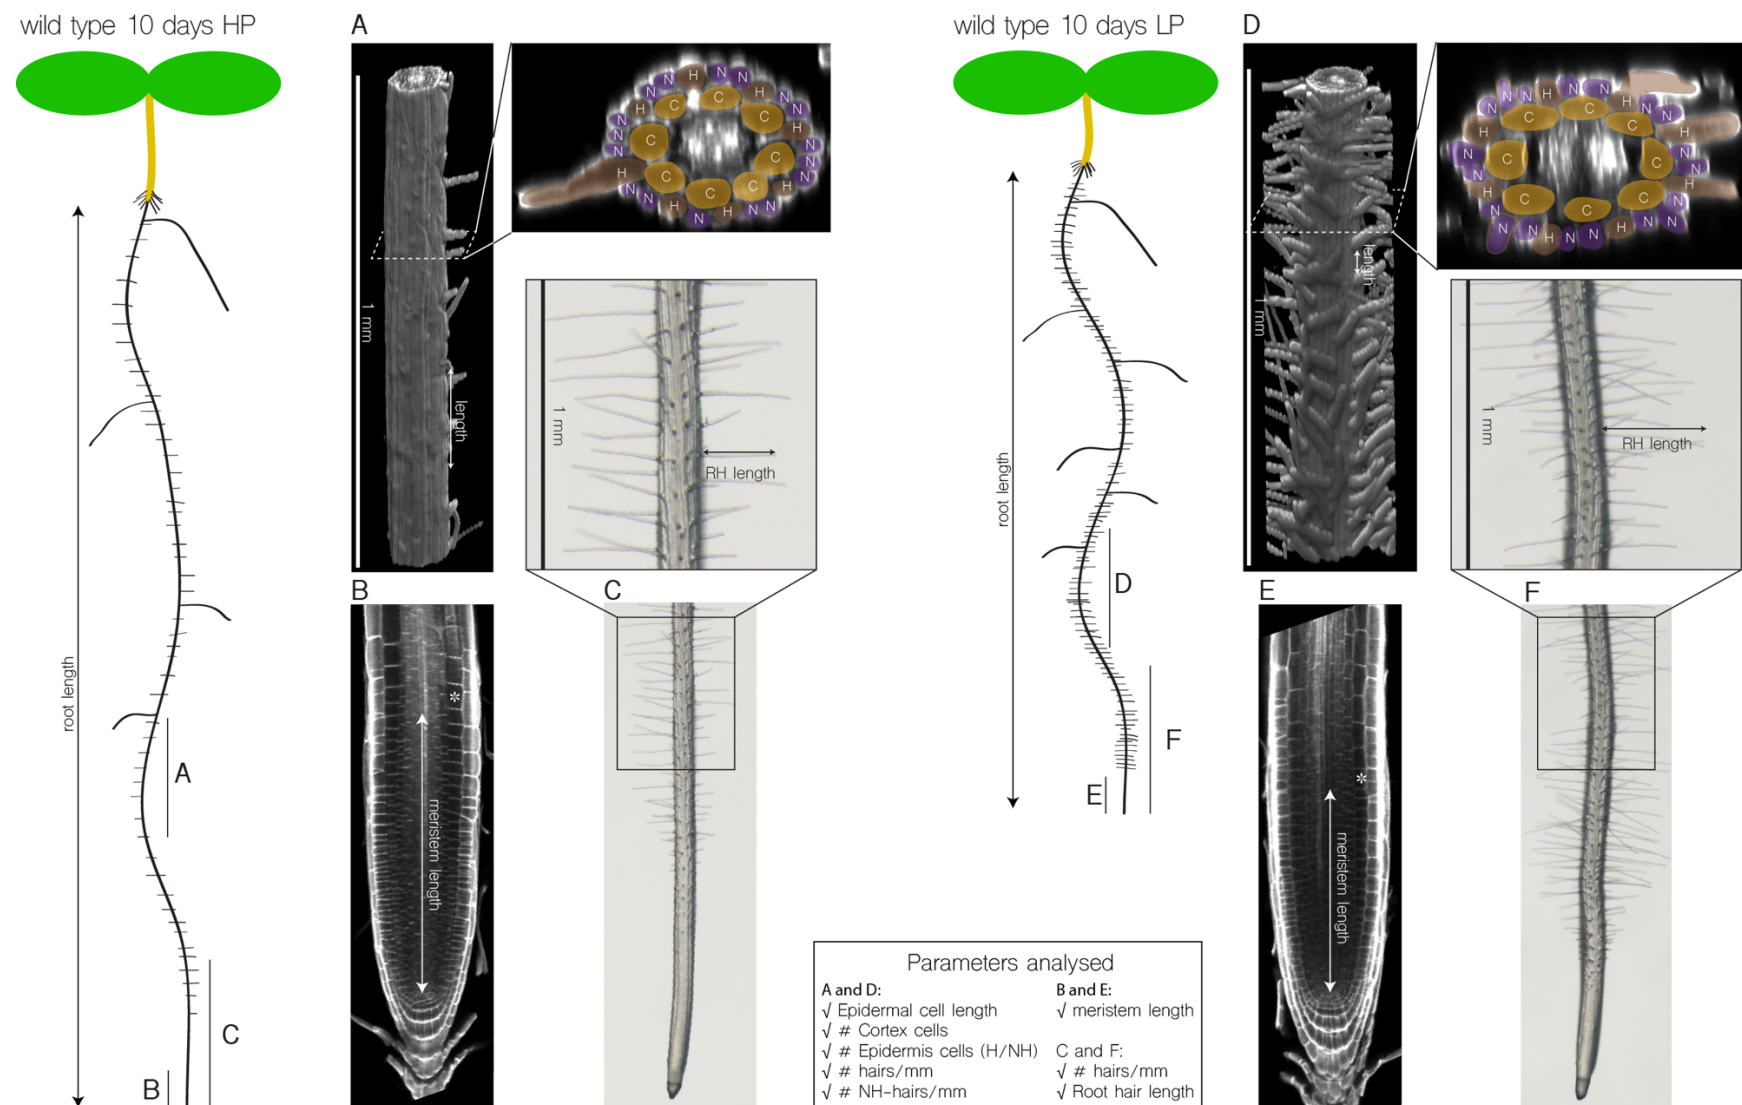 wild type 10 days HP
A
wild type 10 days LP
D
N N H N N
N C C N
N C N
N C H
N C C N
H C C N
N C C H
N H N H N N
N N N H N N H N N
H C C C N
N C C N
N C C N
N N H N N H N N
1 mm
length
1 mm
RH length
1 mm
length
1 mm
RH length
root length
root length
A
B
C
D
E
F
B
*
meristem length
C
E
*
meristem length
F
Parameters analysed
A and D:
√ Epidermal cell length
√ # Cortex cells
√ # Epidermis cells (H/NH)
√ # hairs/mm
√ # NH-hairs/mm
B and E:
√ meristem length
C and F:
√ # hairs/mm
√ Root hair length